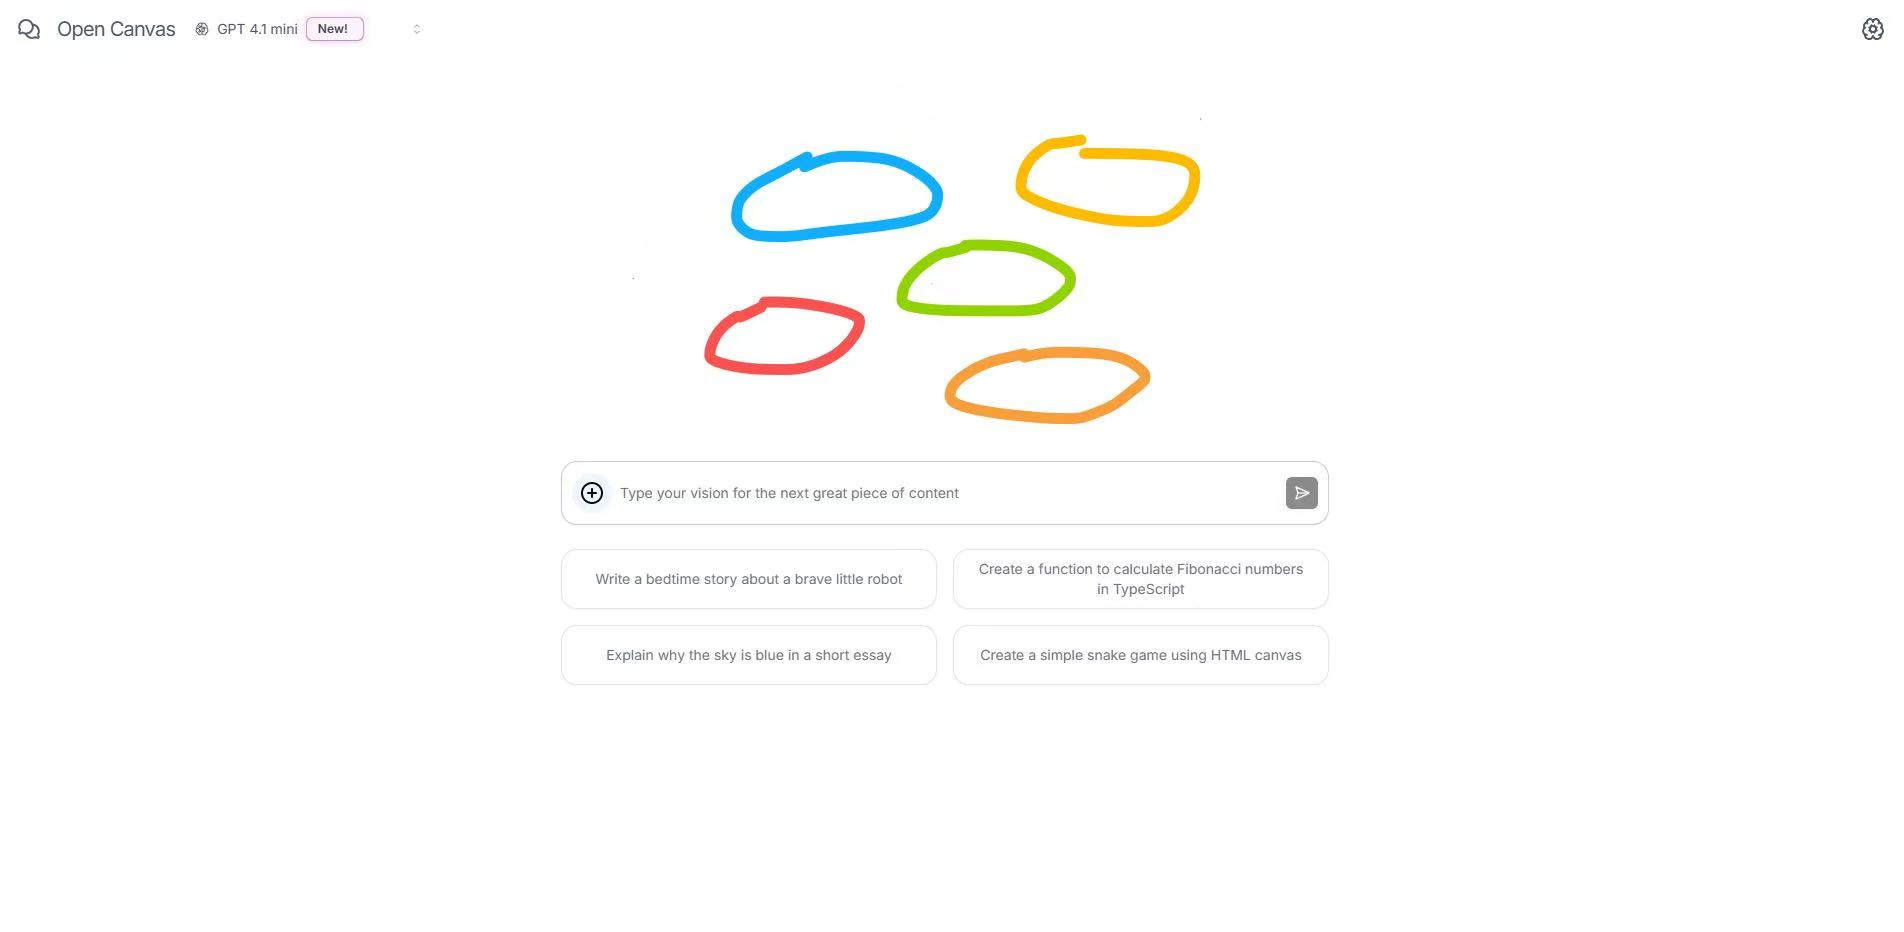 Open Canvas GPT 4.1 mini New!
Type your vision for the next great piece of content
Write a bedtime story about a brave little robot
Create a function to calculate Fibonacci numbers
in TypeScript
Explain why the sky is blue in a short essay
Create a simple snake game using HTML canvas